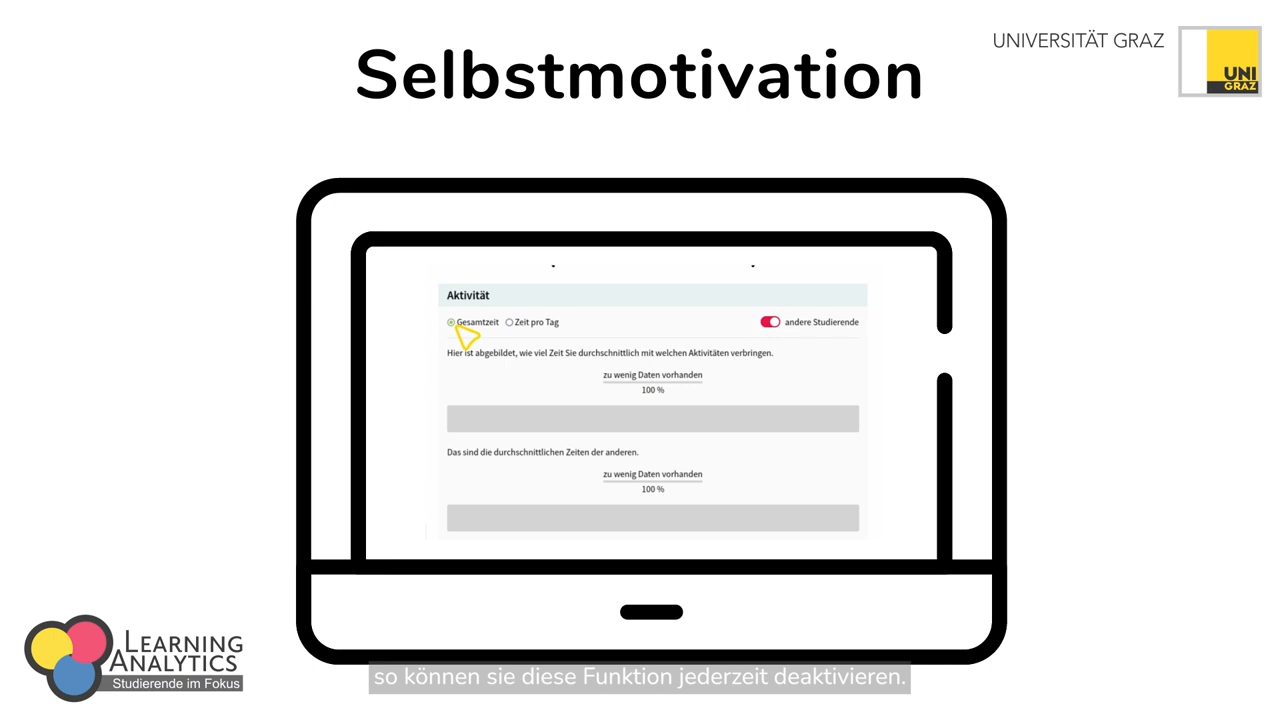 UNIVERSITÄT GRAZ
UNI
GRAZ
Selbstmotivation
Aktivität
Gesamtzeit Zeit pro Tag andere Studierende
Hier ist abgebildet, wie viel Zeit Sie durchschnittlich mit welchen Aktivitäten verbringen.
zu wenig Daten vorhanden
100 %
Das sind die durchschnittlichen Zeiten der anderen.
zu wenig Daten vorhanden
100 %
LEARNING
ANALYTICS
Studierende im Fokus
so können sie diese Funktion jederzeit deaktivieren.